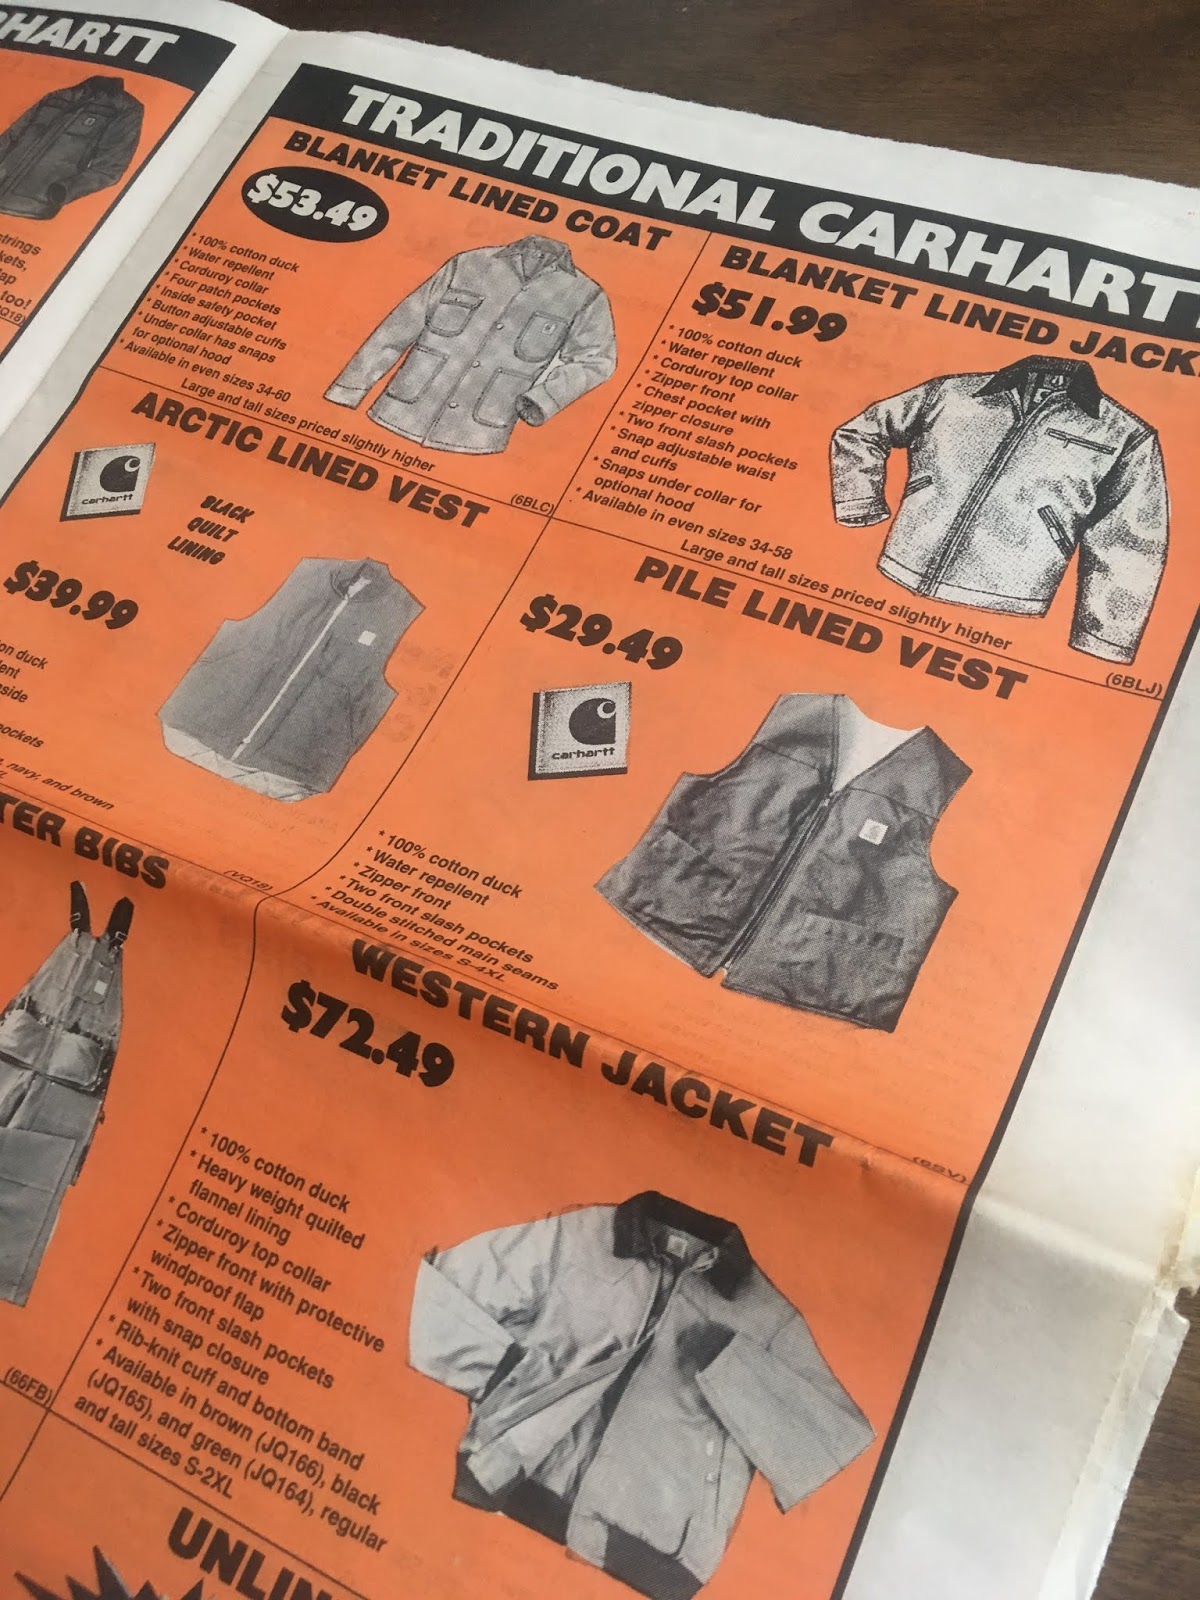 HARTT
TRADITIONAL CARHARTT
BLANKET LINED COAT
$53.49
* 100% cotton duck
* Water repellent
* Corduroy collar
* Four patch pockets
* Inside safety pocket
* Button adjustable cuffs
* Under collar has snaps
for optional hood
* Available in even sizes 34-60
Large and tall sizes priced slightly higher
(6BLC)
BLANKET LINED JACK
$51.99
* 100% cotton duck
* Water repellent
* Corduroy top collar
* Zipper front
* Chest pocket with
zipper closure
* Two front slash pockets
* Snap adjustable waist
and cuffs
* Snaps under collar for
optional hood
* Available in even sizes 34-58
Large and tall sizes priced slightly higher
(6BLJ)
strings
kets,
lap
too!
Q18)
ARCTIC LINED VEST
carhartt
BLACK
QUILT
LINING
$39.99
on duck
lent
side
pockets
, navy, and brown
(VQ18)
PILE LINED VEST
$29.49
carhartt
* 100% cotton duck
* Water repellent
* Zipper front
* Two front slash pockets
* Double stitched main seams
* Available in sizes S-4XL
(6SV)
TER BIBS
(66FB)
WESTERN JACKET
$72.49
* 100% cotton duck
* Heavy weight quilted
flannel lining
* Corduroy top collar
* Zipper front with protective
windproof flap
* Two front slash pockets
with snap closure
* Rib-knit cuff and bottom band
* Available in brown (JQ166), black
(JQ165), and green (JQ164), regular
and tall sizes S-2XL
UNLIN